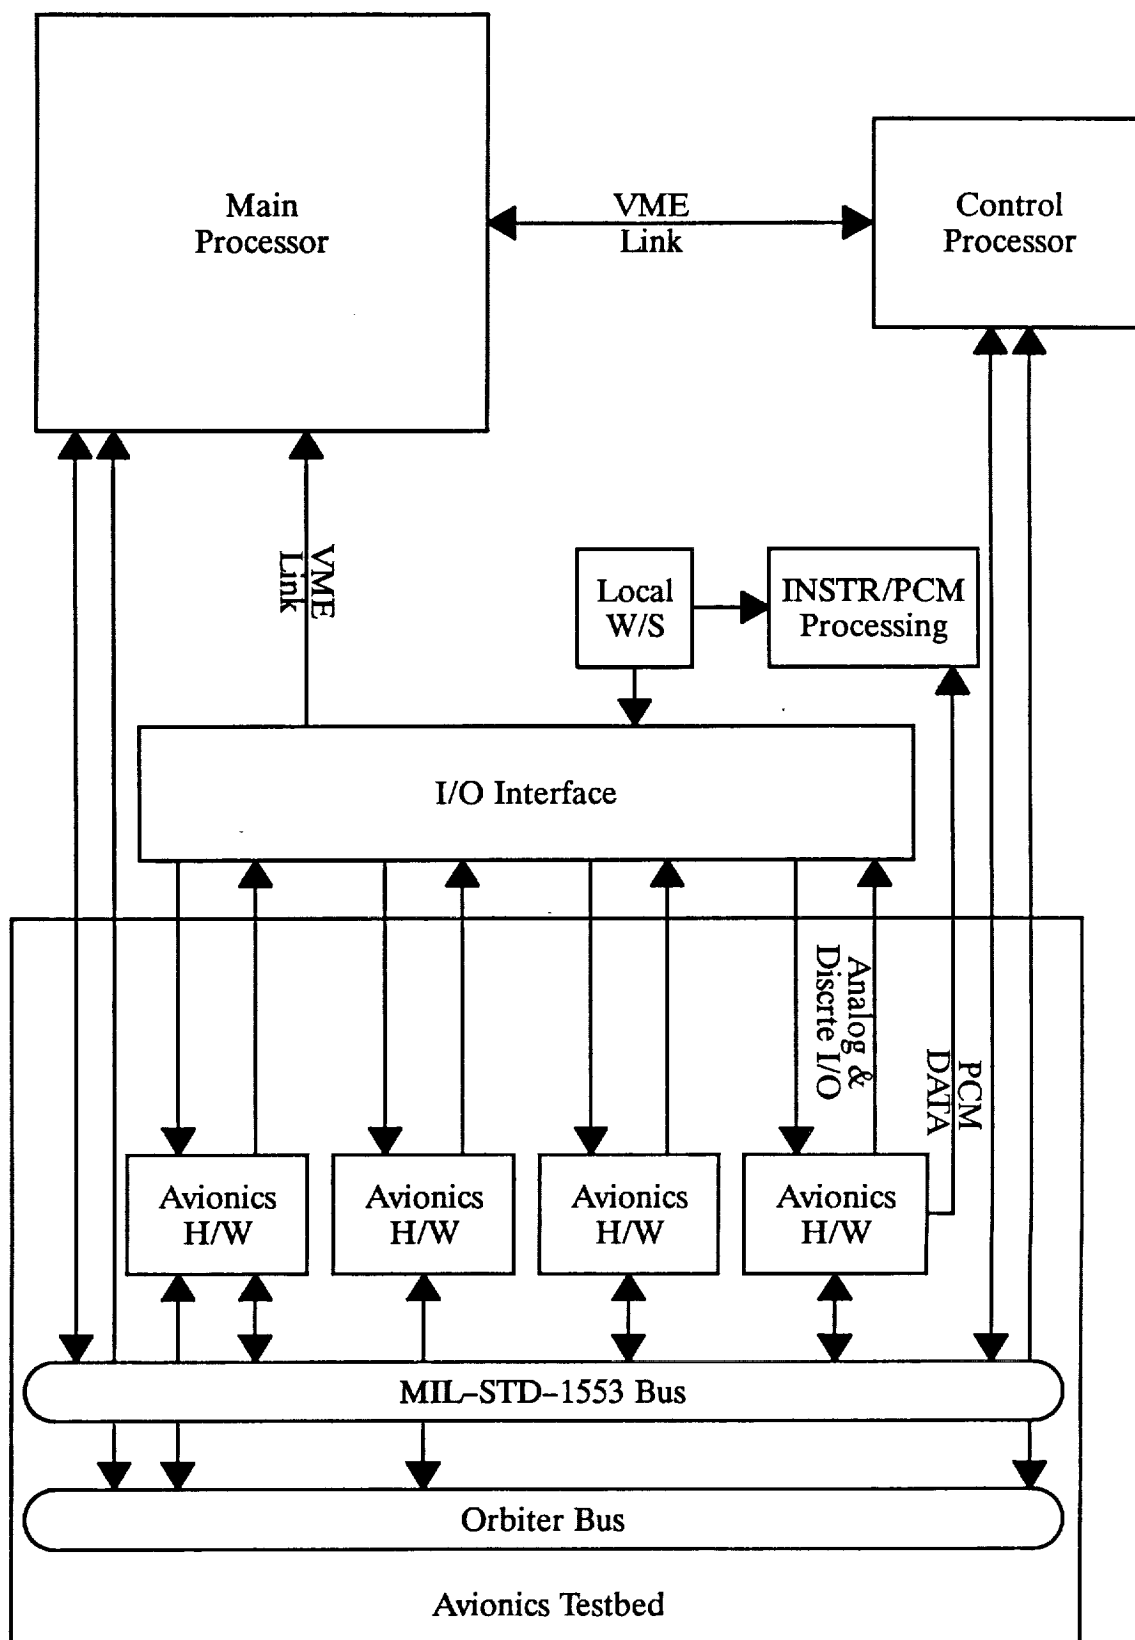 Main
Processor
VME
Link
Control
Processor
VME
Link
Local
W/S
INSTR/PCM
Processing
I/O Interface
Analog &
Discrte I/O
PCM
DATA
Avionics
H/W
Avionics
H/W
Avionics
H/W
Avionics
H/W
MIL–STD–1553 Bus
Orbiter Bus
Avionics Testbed